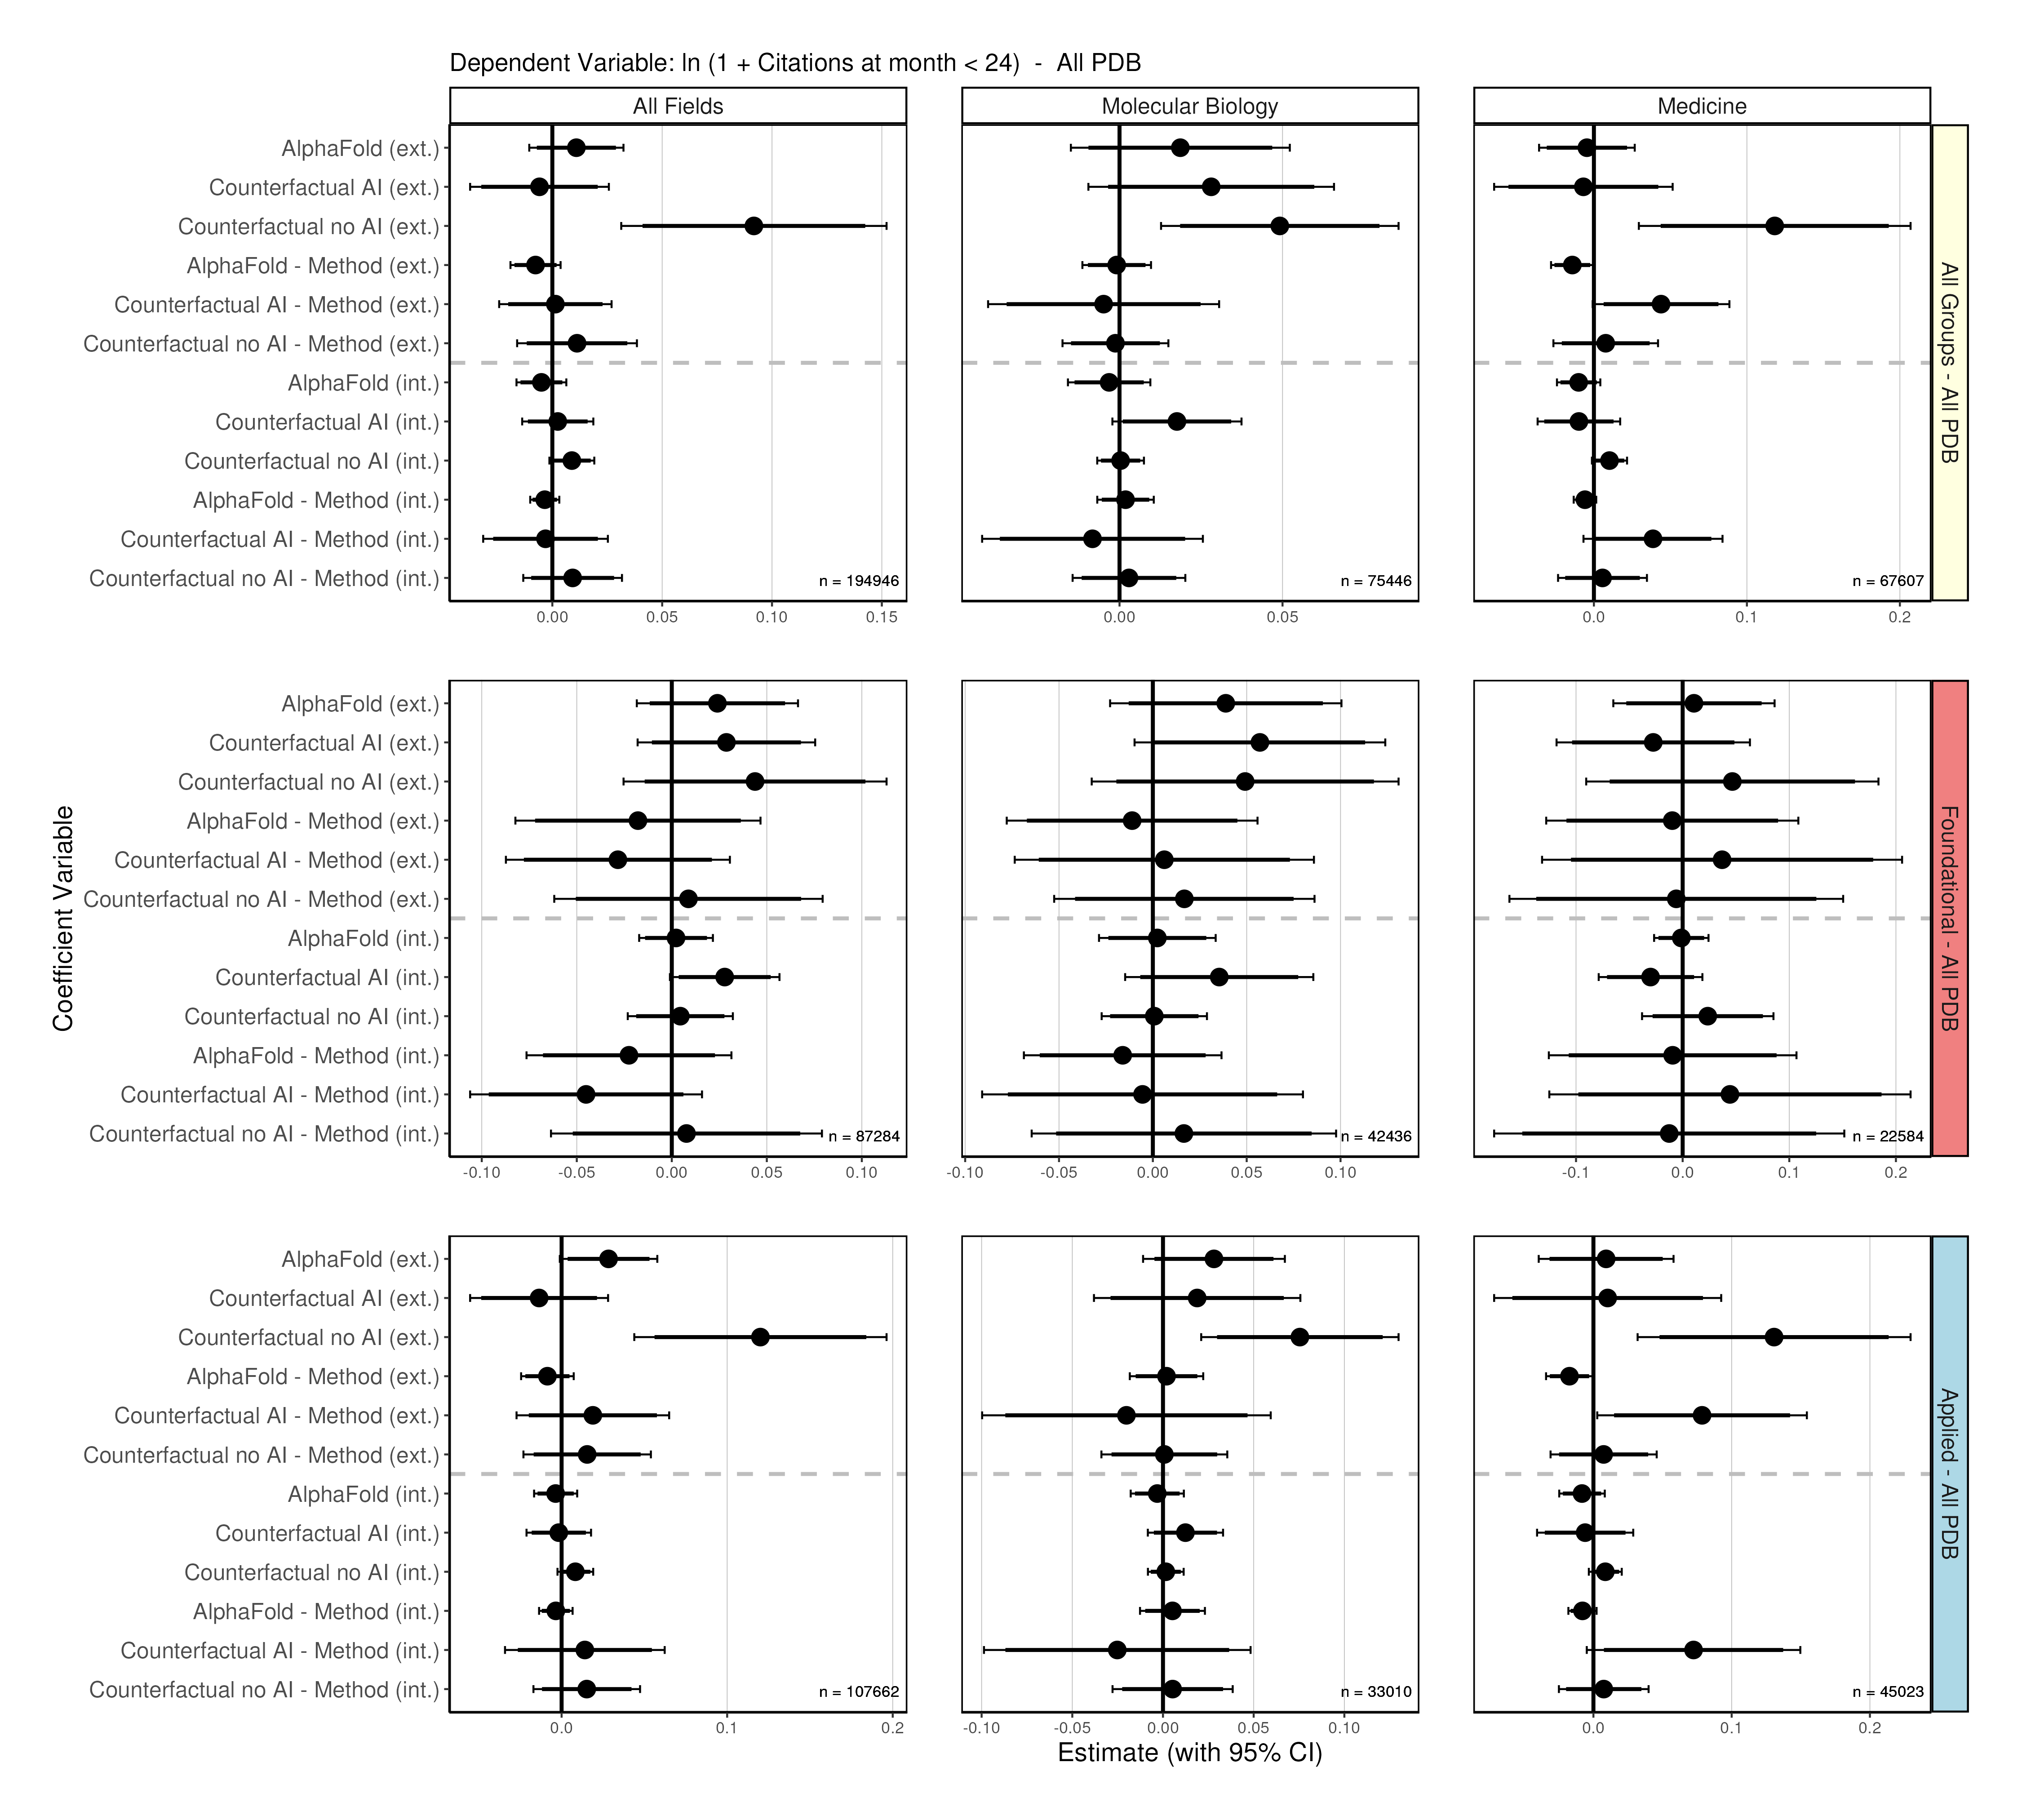 Dependent Variable: ln (1 + Citations at month < 24)  -  All PDB
All Fields
Molecular Biology
Medicine
AlphaFold (ext.)
Counterfactual AI (ext.)
Counterfactual no AI (ext.)
AlphaFold - Method (ext.)
Counterfactual AI - Method (ext.)
Counterfactual no AI - Method (ext.)
AlphaFold (int.)
Counterfactual AI (int.)
Counterfactual no AI (int.)
AlphaFold - Method (int.)
Counterfactual AI - Method (int.)
Counterfactual no AI - Method (int.)
n = 194946
n = 75446
n = 67607
All Groups - All PDB
0.00 0.05 0.10 0.15
0.00 0.05
0.0 0.1 0.2
Coefficient Variable
AlphaFold (ext.)
Counterfactual AI (ext.)
Counterfactual no AI (ext.)
AlphaFold - Method (ext.)
Counterfactual AI - Method (ext.)
Counterfactual no AI - Method (ext.)
AlphaFold (int.)
Counterfactual AI (int.)
Counterfactual no AI (int.)
AlphaFold - Method (int.)
Counterfactual AI - Method (int.)
Counterfactual no AI - Method (int.)
n = 87284
n = 42436
n = 22584
Foundational - All PDB
-0.10 -0.05 0.00 0.05 0.10
-0.10 -0.05 0.00 0.05 0.10
-0.1 0.0 0.1 0.2
AlphaFold (ext.)
Counterfactual AI (ext.)
Counterfactual no AI (ext.)
AlphaFold - Method (ext.)
Counterfactual AI - Method (ext.)
Counterfactual no AI - Method (ext.)
AlphaFold (int.)
Counterfactual AI (int.)
Counterfactual no AI (int.)
AlphaFold - Method (int.)
Counterfactual AI - Method (int.)
Counterfactual no AI - Method (int.)
n = 107662
n = 33010
n = 45023
Applied - All PDB
0.0 0.1 0.2
-0.10 -0.05 0.00 0.05 0.10
0.0 0.1 0.2
Estimate (with 95% CI)